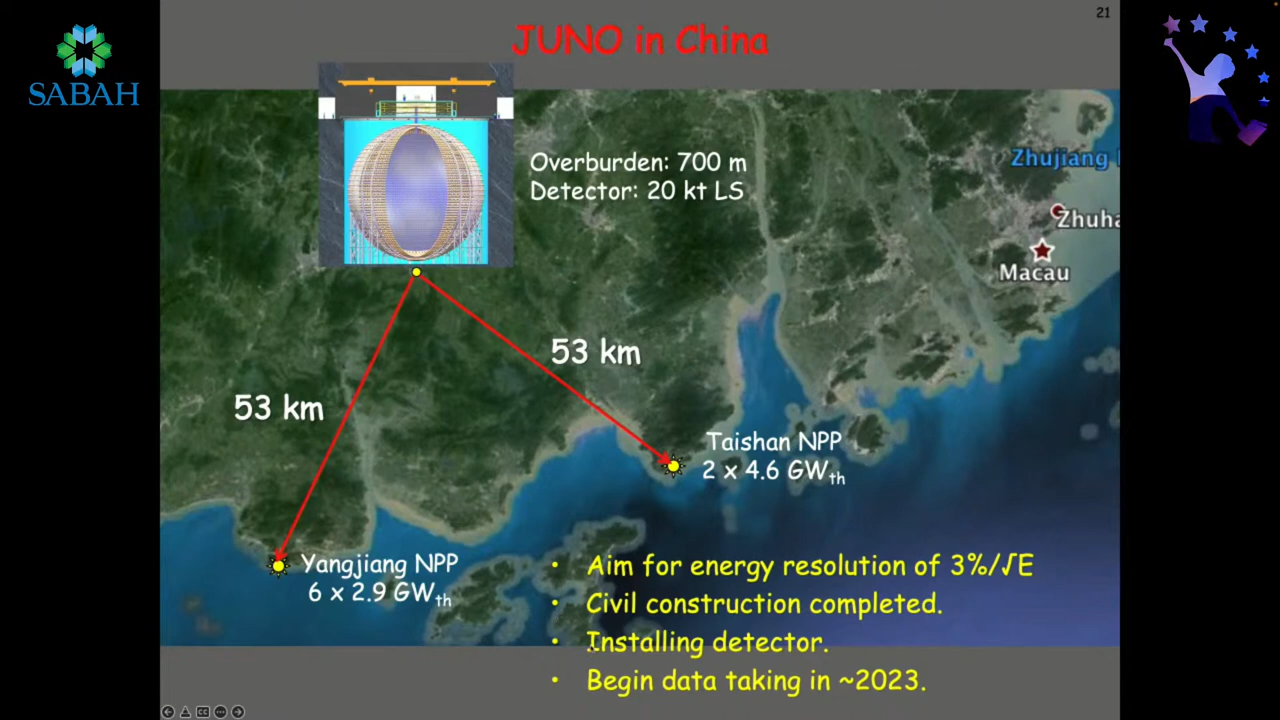 21
JUNO in China
SABAH
Overburden: 700 m
Detector: 20 kt LS
Zhujiang
Zhuha
Macau
53 km
53 km
Taishan NPP
2 x 4.6 GWth
Yangjiang NPP
6 x 2.9 GWth
• Aim for energy resolution of 3%/√E
• Civil construction completed.
• Installing detector.
• Begin data taking in ~2023.
CC